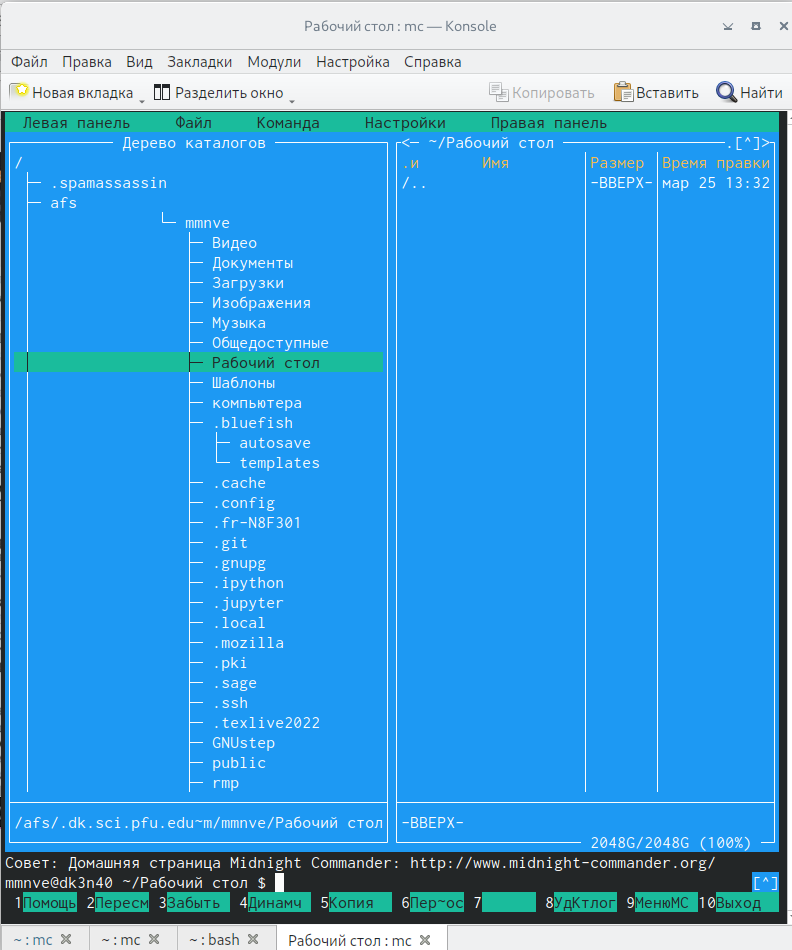 Рабочий стол : mc — Konsole
Файл Правка Вид Закладки Модули Настройка Справка
Новая вкладка Разделить окно Копировать Вставить Найти
Левая панель Файл Команда Настройки Правая панель
Дерево каталогов <— ~/Рабочий стол .[^]>
/ .и Имя Размер Время правки
.spamassassin /.. -ВВЕРХ- мар 25 13:32
afs
mmnve
Видео
Документы
Загрузки
Изображения
Музыка
Общедоступные
Рабочий стол
Шаблоны
компьютера
.bluefish
autosave
templates
.cache
.config
.fr-N8F301
.git
.gnupg
.ipython
.jupyter
.local
.mozilla
.pki
.sage
.ssh
.texlive2022
GNUstep
public
rmp
/afs/.dk.sci.pfu.edu~m/mmnve/Рабочий стол -ВВЕРХ-
2048G/2048G (100%)
Совет: Домашняя страница Midnight Commander: http://www.midnight-commander.org/
mmnve@dk3n40 ~/Рабочий стол $ [^]
1Помощь 2Пересм 3Забыть 4Динамч 5Копия 6Пер~ос 7 8УдКтлог 9МенюMC 10Выход
~ : mc ~ : mc ~ : bash Рабочий стол : mc